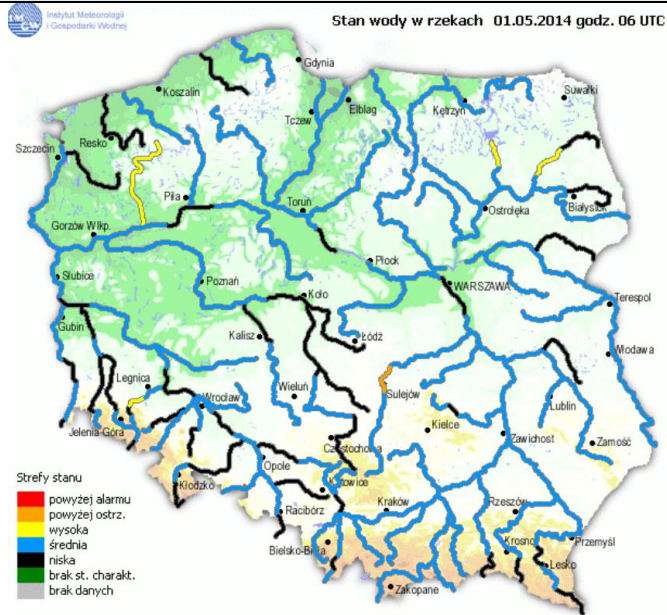 IMGW
Instytut Meteorologii
i Gospodarki Wodnej
Stan wody w rzekach 01.05.2014 godz. 06 UTC
Gdynia
Koszalin
Suwałki
Elbląg
Kętrzyn
Tczew
Resko
Szczecin
Piła
Toruń
Ostrołęka
Białystok
Gorzów Wlkp.
Płock
Słubice
Poznań
Koło
WARSZAWA
Terespol
Gubin
Kalisz
Łódź
Włodawa
Legnica
Wieluń
Sulejów
Lublin
Wrocław
Jelenia-Góra
Kielce
Zawichost
Zamość
Częstochowa
Opole
Strefy stanu
Kłodzko
Katowice
powyżej alarmu
Kraków
Rzeszów
powyżej ostrz.
Racibórz
wysoka
Krosno
Przemyśl
średnia
Bielsko-Biała
niska
Lesko
brak st. charakt.
Zakopane
brak danych